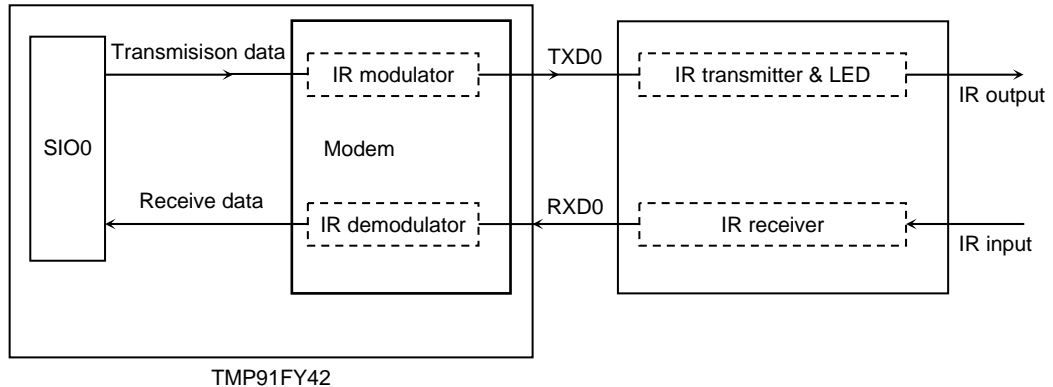 Transmisison data
IR modulator
TXD0
IR transmitter & LED
IR output
SIO0
Modem
Receive data
IR demodulator
RXD0
IR receiver
IR input
TMP91FY42